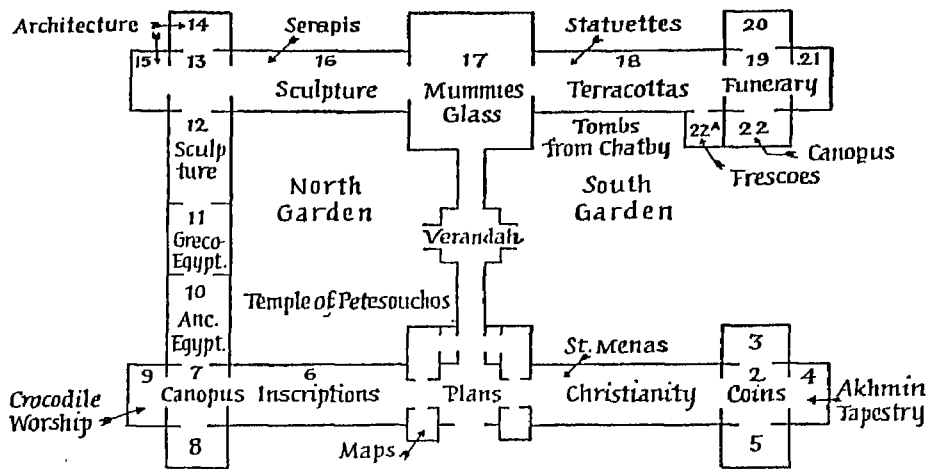 Architecture
14
Serapis
Statuettes
20
15
13
16
17
18
19
21
Sculpture
Mummies
Glass
Terracottas
Funerary
12
Sculp
ture
Tombs
from Chatby
22A
22
Canopus
Frescoes
North
Garden
South
Garden
11
Greco-
Egypt.
Verandah
10
Anc.
Egypt.
Temple of Petesouchos
St. Menas
3
9
7
6
2
4
Canopus
Inscriptions
Plans
Christianity
Coins
Crocodile
Worship
Akhmin
Tapestry
8
Maps
5